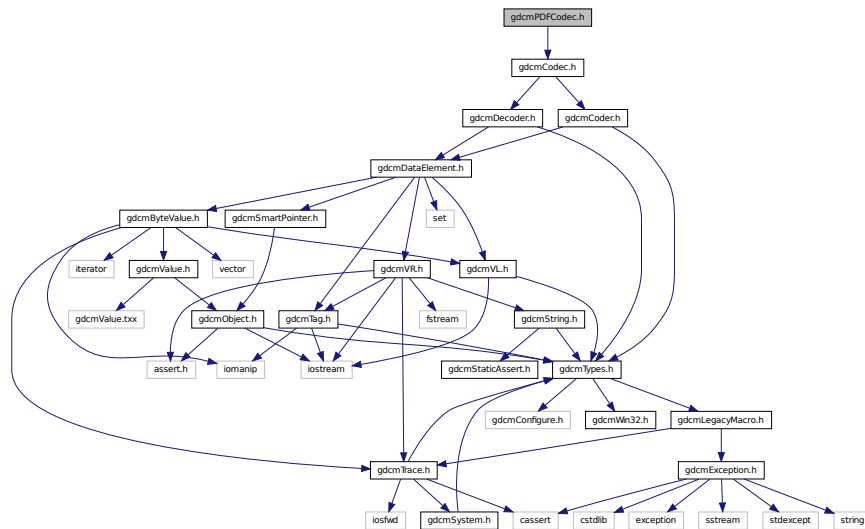 gdcmPDFCodec.h
gdcmCodec.h
gdcmDecoder.h
gdcmCoder.h
gdcmDataElement.h
gdcmByteValue.h
gdcmSmartPointer.h
set
iterator
gdcmValue.h
vector
gdcmVR.h
gdcmVL.h
gdcmValue.txx
gdcmObject.h
gdcmTag.h
fstream
gdcmString.h
assert.h
iomanip
iostream
gdcmStaticAssert.h
gdcmTypes.h
gdcmConfigure.h
gdcmWin32.h
gdcmLegacyMacro.h
gdcmTrace.h
gdcmException.h
iosfwd
gdcmSystem.h
cassert
cstdlib
exception
sstream
stdexcept
string